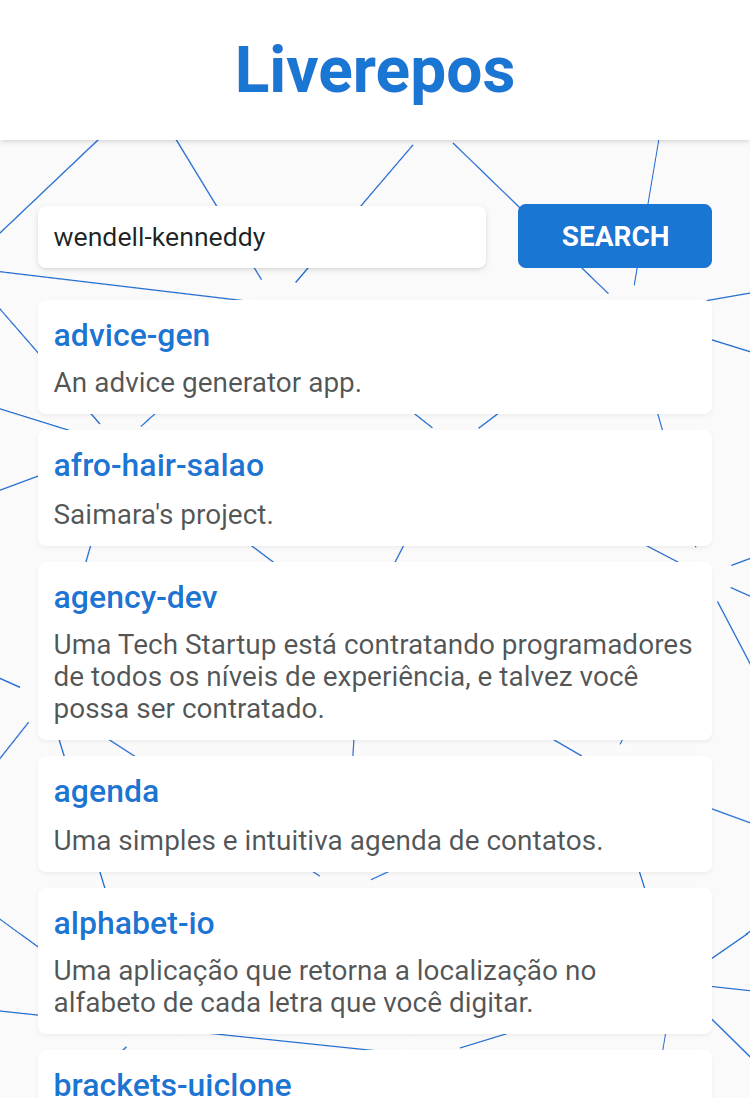 Liverepos
wendell-kenneddy
SEARCH
advice-gen
An advice generator app.
afro-hair-salao
Saimara's project.
agency-dev
Uma Tech Startup está contratando programadores
de todos os níveis de experiência, e talvez você
possa ser contratado.
agenda
Uma simples e intuitiva agenda de contatos.
alphabet-io
Uma aplicação que retorna a localização no
alfabeto de cada letra que você digitar.
brackets-uiclone